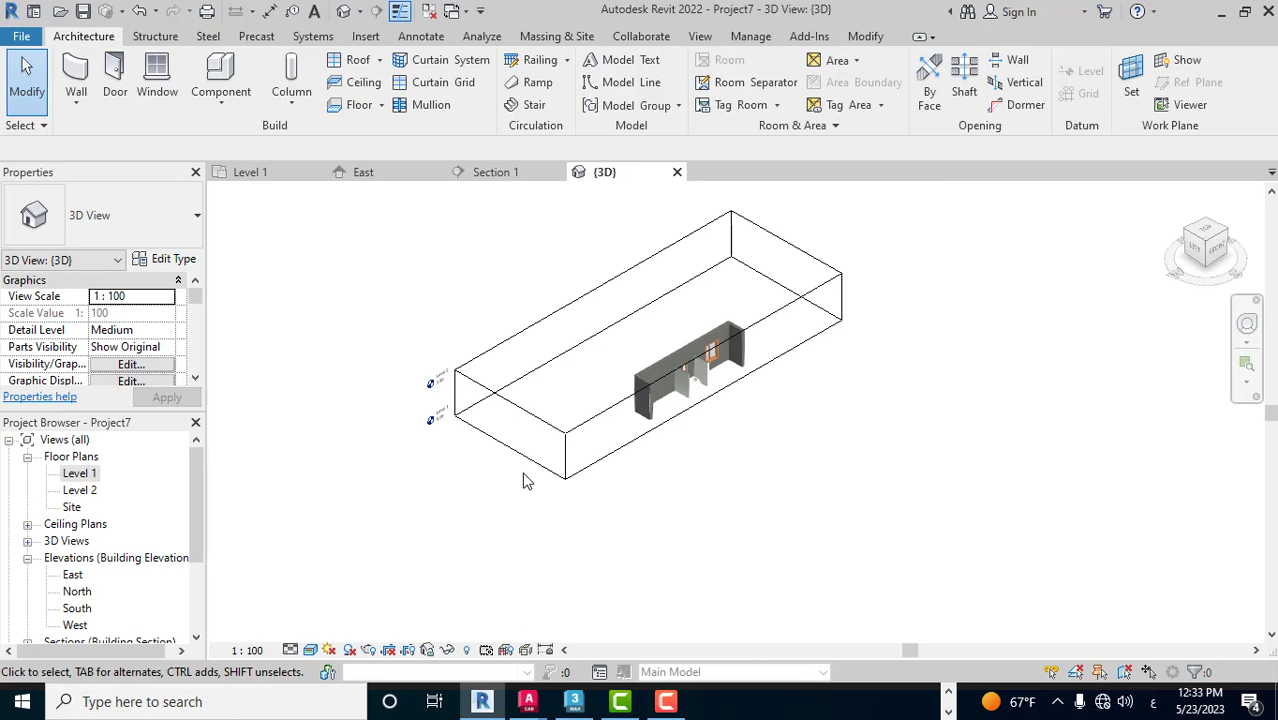 Autodesk Revit 2022 - Project7 - 3D View: {3D}
Sign In
File
Architecture
Structure
Steel
Precast
Systems
Insert
Annotate
Analyze
Massing & Site
Collaborate
View
Manage
Add-Ins
Modify
Modify
Wall
Door
Window
Component
Column
Roof
Ceiling
Floor
Curtain System
Curtain Grid
Mullion
Railing
Ramp
Stair
Model Text
Model Line
Model Group
Room
Room Separator
Tag Room
Area
Area Boundary
Tag Area
By Face
Shaft
Wall
Vertical
Dormer
Level
Grid
Set
Show
Ref Plane
Viewer
Select
Build
Circulation
Model
Room & Area
Opening
Datum
Work Plane
Properties
Level 1
East
Section 1
{3D}
3D View
3D View: {3D}
Edit Type
Graphics
View Scale
1 : 100
Scale Value 1:
100
Detail Level
Medium
Parts Visibility
Show Original
Visibility/Grap...
Edit...
Graphic Displ...
Edit...
Properties help
Apply
Project Browser - Project7
Views (all)
Floor Plans
Level 1
Level 2
Site
Ceiling Plans
3D Views
Elevations (Building Elevation
East
North
South
West
Sections (Building Section)
TOP
LEFT
FRONT
1 : 100
Click to select, TAB for alternates, CTRL adds, SHIFT unselects.
:0
Main Model
:0
Type here to search
67°F
ع
12:33 PM
5/23/2023
4